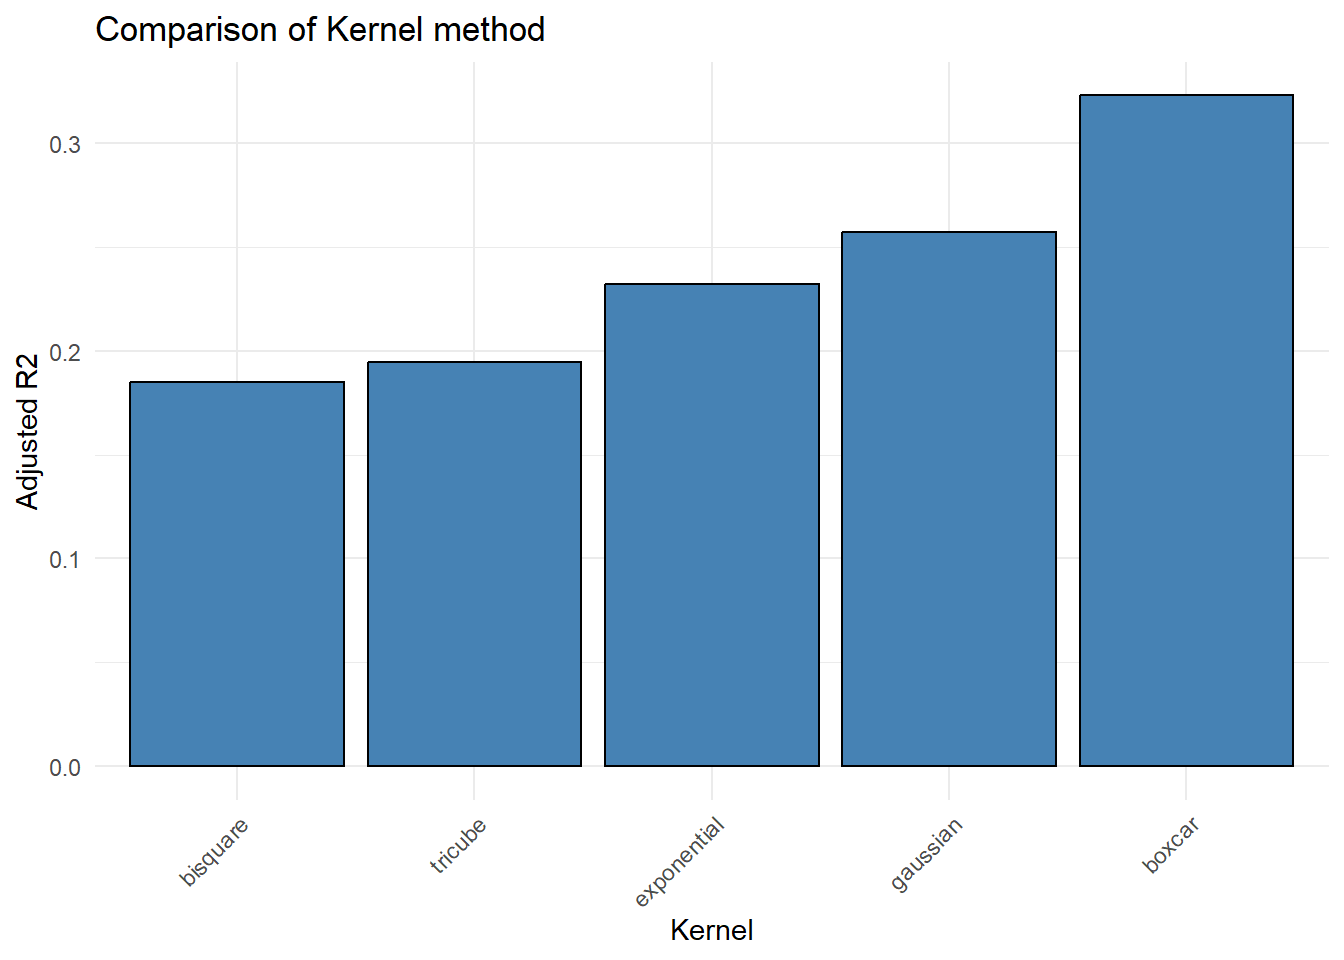 Comparison of Kernel method
Adjusted R2
0.3
0.2
0.1
0.0
bisquare
tricube
exponential
gaussian
boxcar
Kernel